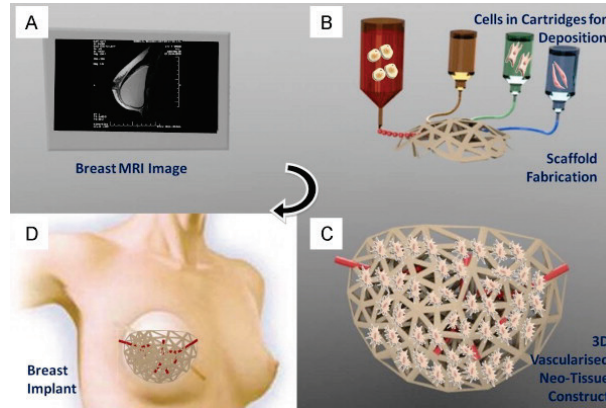 A
Breast MRI Image
B
Cells in Cartridges for
Deposition
Scaffold
Fabrication
D
Breast
Implant
C
3D
Vascularised
Neo-Tissue
Construct